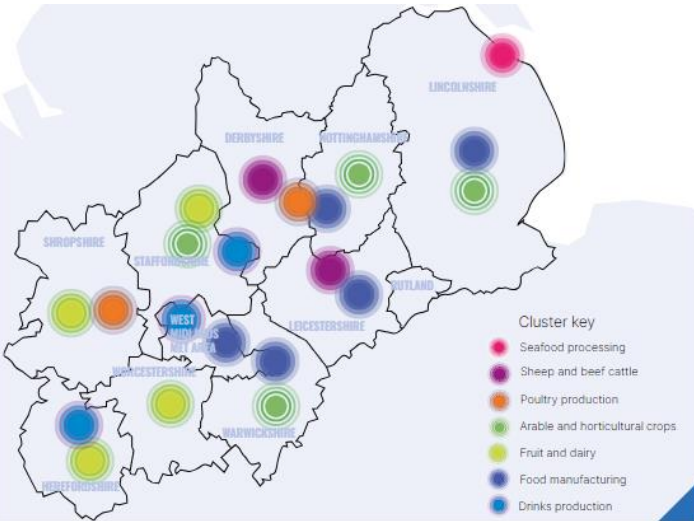 LINCOLNSHIRE
DERBYSHIRE
NOTTINGHAMSHIRE
SHROPSHIRE
STAFFORDSHIRE
RUTLAND
WEST
MIDLANDS
MET AREA
LEICESTERSHIRE
WORCESTERSHIRE
WARWICKSHIRE
HEREFORDSHIRE
Cluster key
Seafood processing
Sheep and beef cattle
Poultry production
Arable and horticultural crops
Fruit and dairy
Food manufacturing
Drinks production